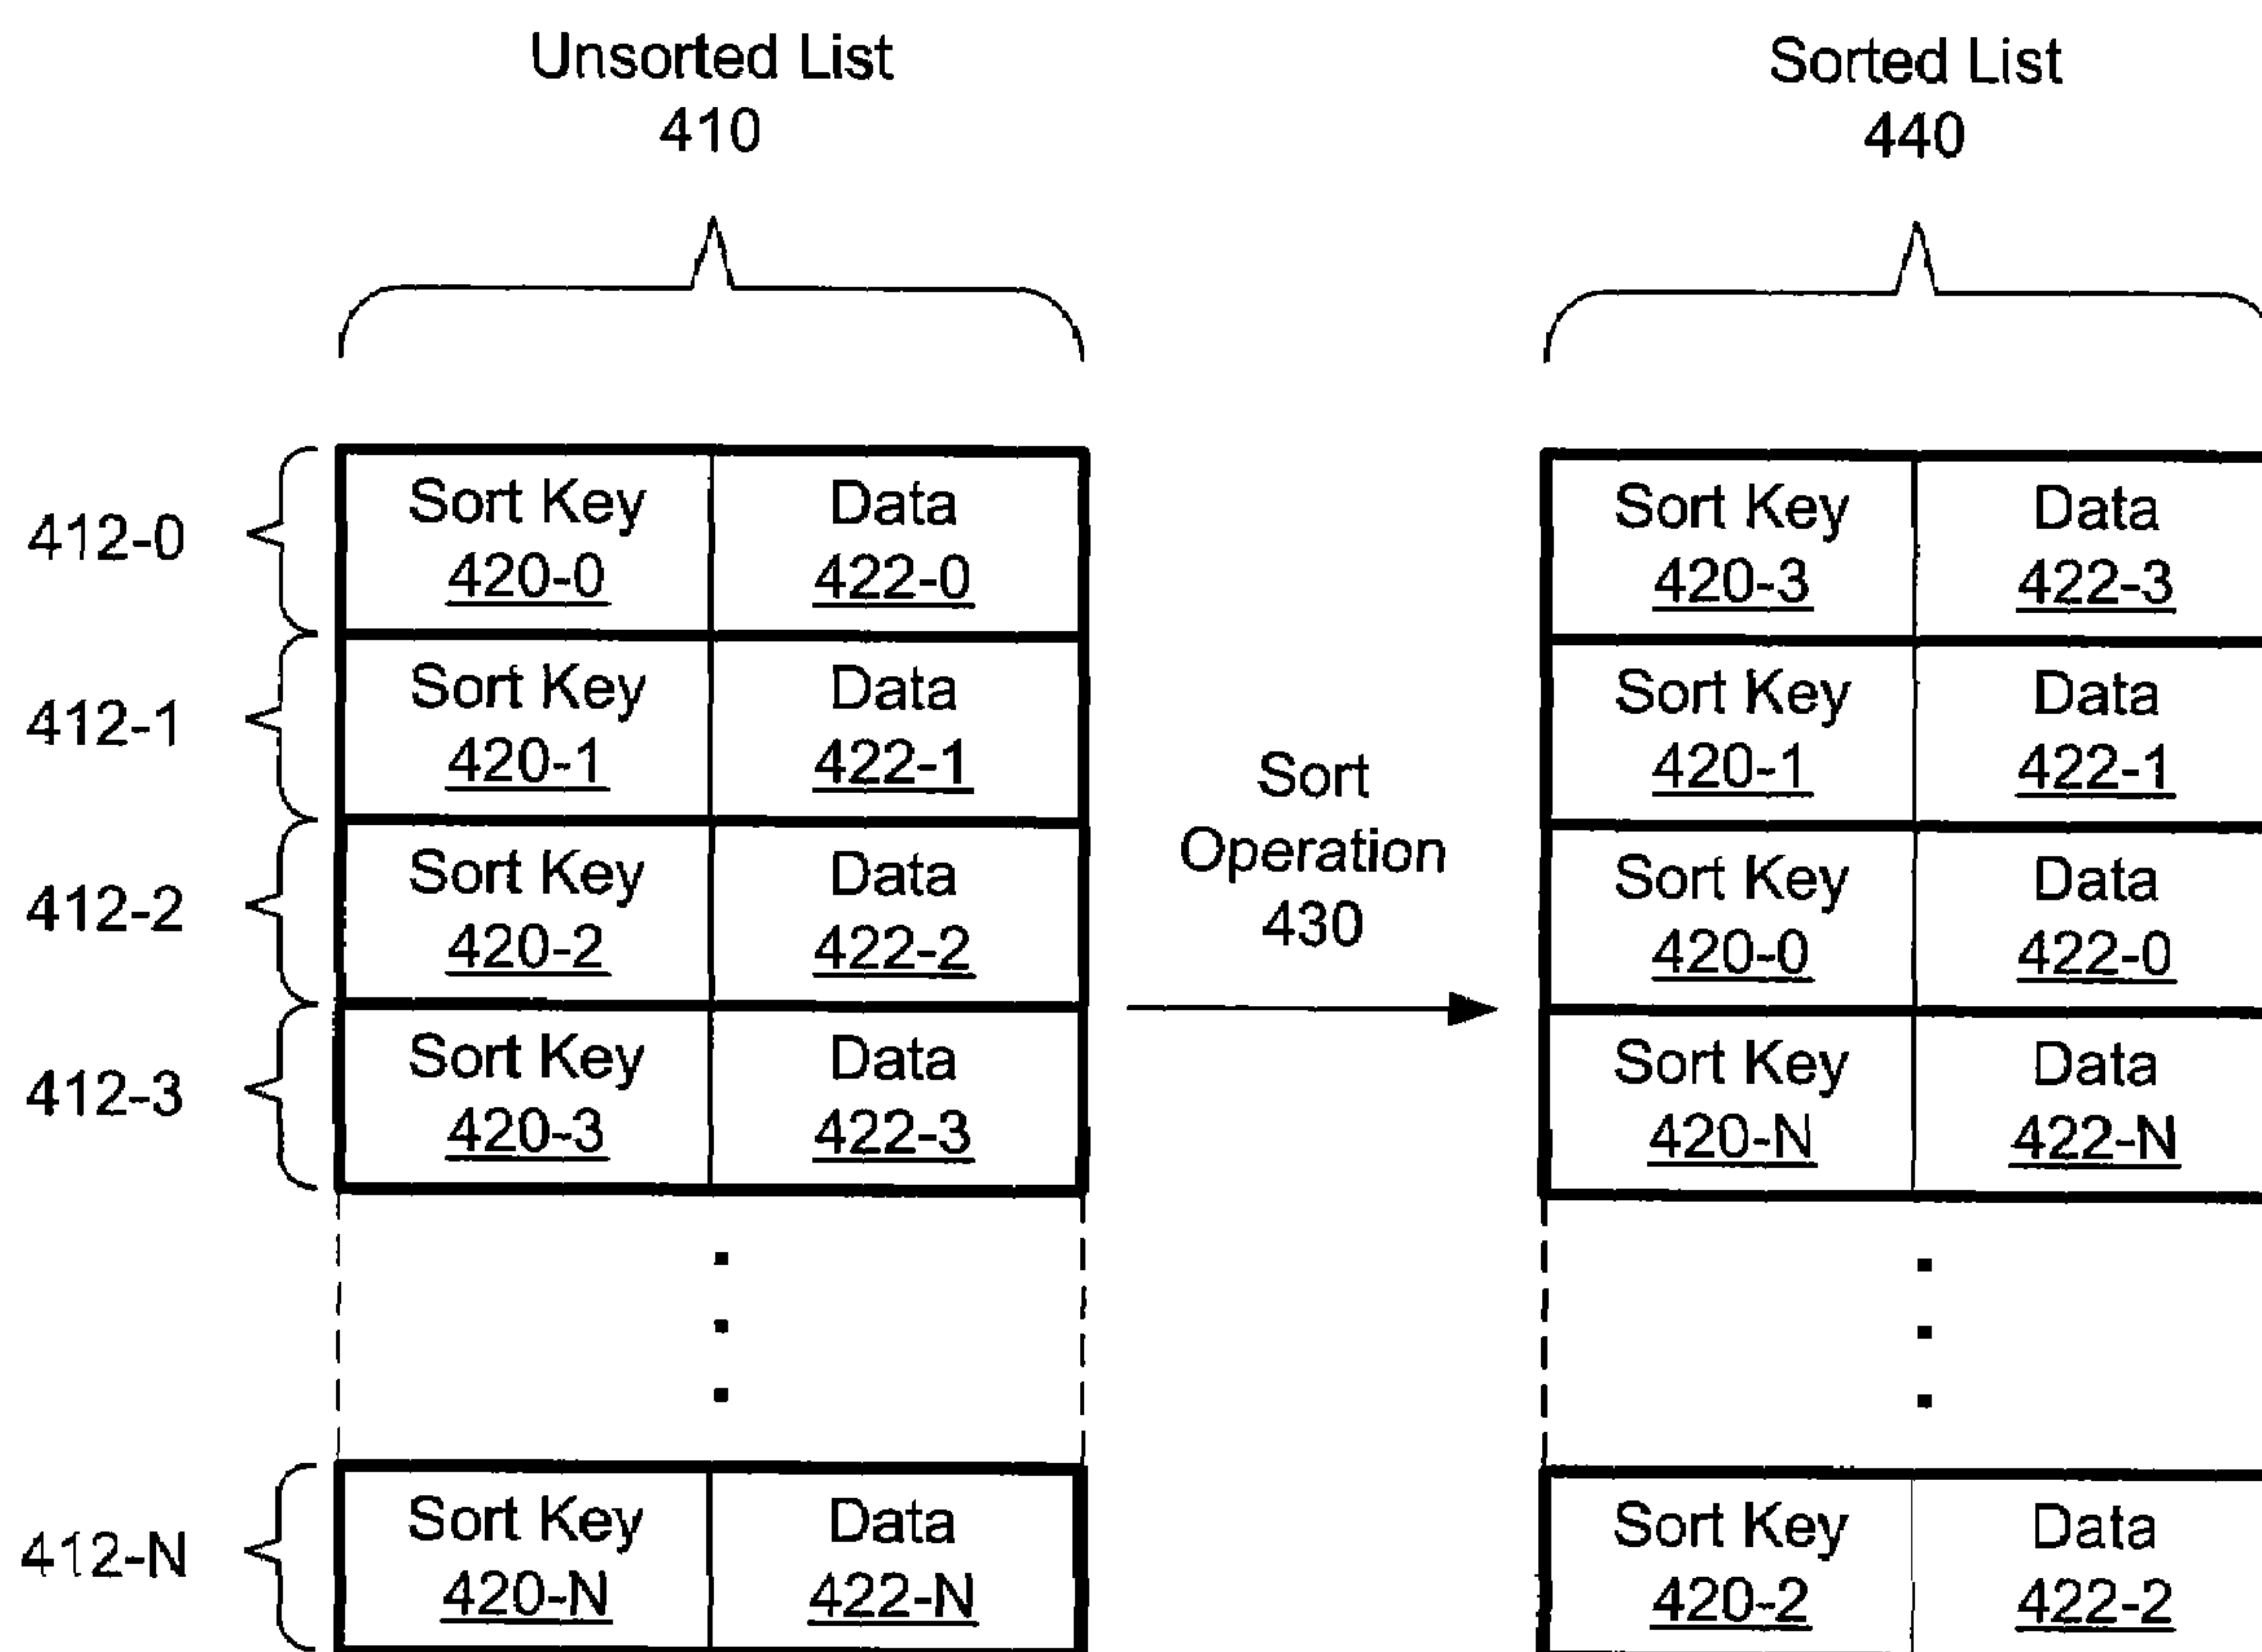 Unsorted List
410
Sorted List
440
412-0
Sort Key
420-0
Data
422-0
412-1
Sort Key
420-1
Data
422-1
412-2
Sort Key
420-2
Data
422-2
412-3
Sort Key
420-3
Data
422-3
412-N
Sort Key
420-N
Data
422-N
Sort
Operation
430
Sort Key
420-3
Data
422-3
Sort Key
420-1
Data
422-1
Sort Key
420-0
Data
422-0
Sort Key
420-N
Data
422-N
Sort Key
420-2
Data
422-2